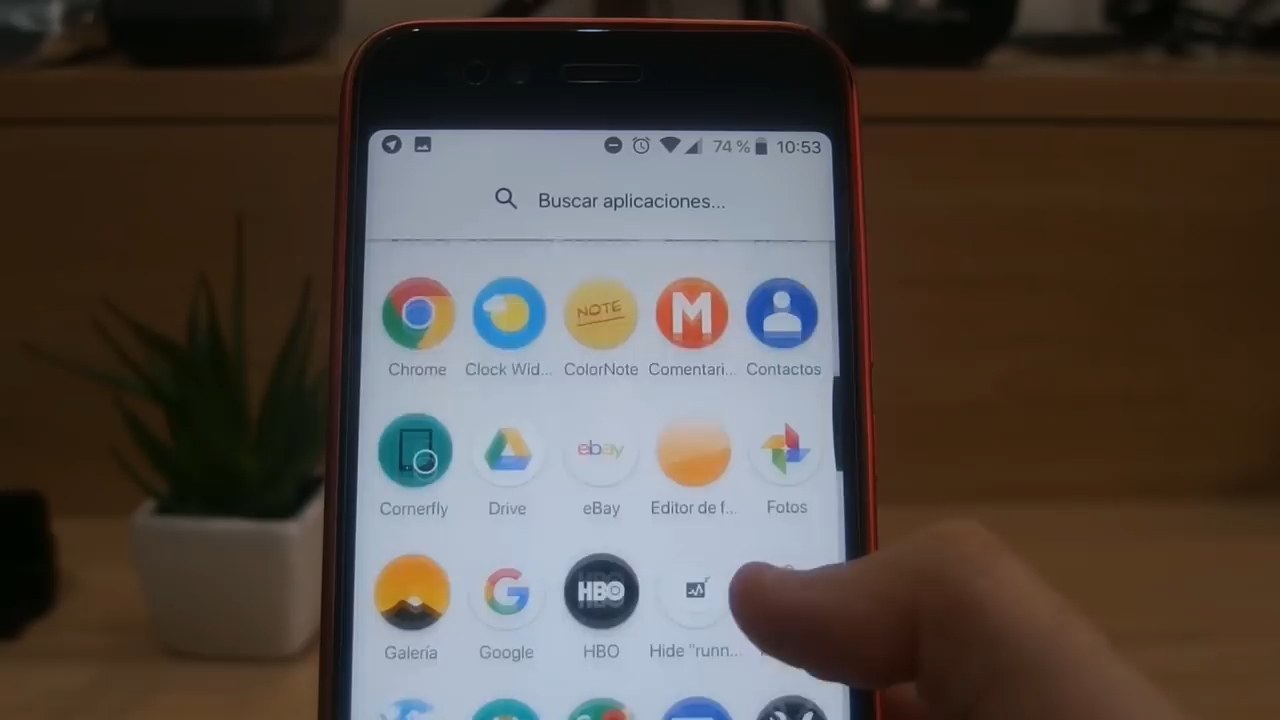 74 % 10:53
Buscar aplicaciones...
NOTE M
Chrome Clock Wid... ColorNote Comentari... Contactos
ebay
Cornerfly Drive eBay Editor de f... Fotos
G HBO
Galería Google HBO Hide "runn...